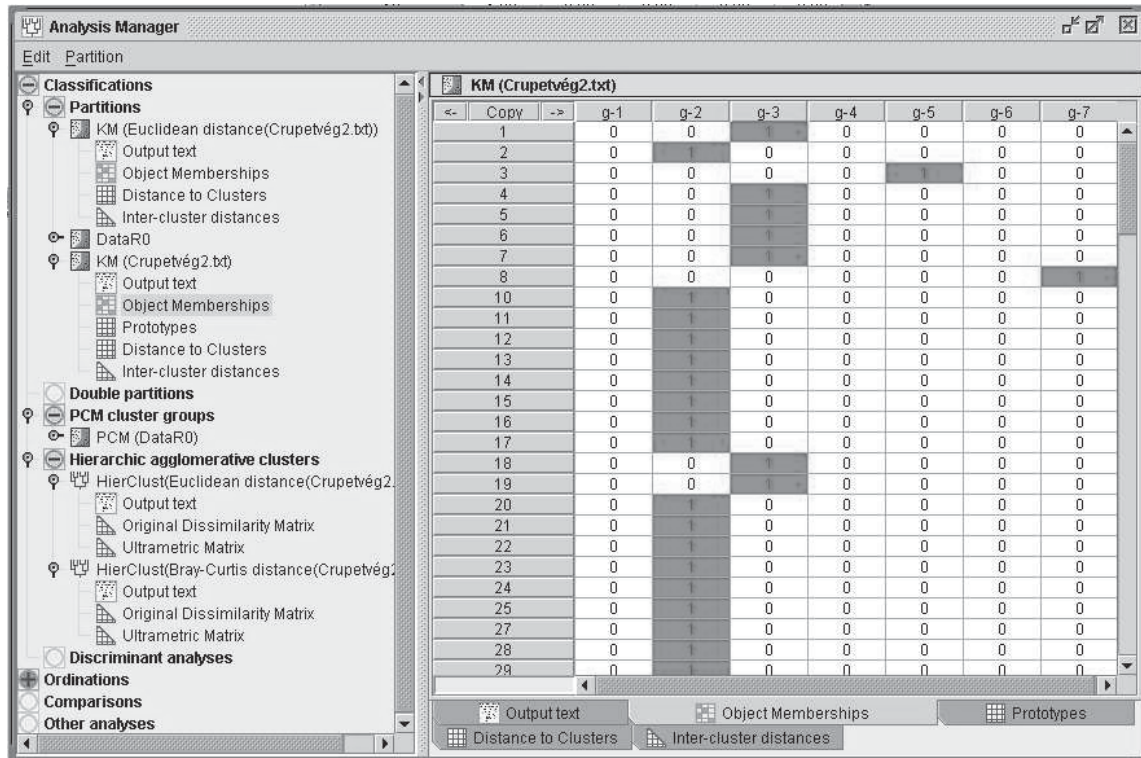 Analysis Manager
Edit Partition
Classifications
Partitions
KM (Euclidean distance(Crupetvég2.txt))
Output text
Object Memberships
Distance to Clusters
Inter-cluster distances
DataR0
KM (Crupetvég2.txt)
Output text
Object Memberships
Prototypes
Distance to Clusters
Inter-cluster distances
Double partitions
PCM cluster groups
PCM (DataR0)
Hierarchic agglomerative clusters
HierClust(Euclidean distance(Crupetvég2.
Output text
Original Dissimilarity Matrix
Ultrametric Matrix
HierClust(Bray-Curtis distance(Crupetvég2
Output text
Original Dissimilarity Matrix
Ultrametric Matrix
Discriminant analyses
Ordinations
Comparisons
Other analyses
KM (Crupetvég2.txt)
<- Copy -> g-1 g-2 g-3 g-4 g-5 g-6 g-7
1 0 0 1 0 0 0 0
2 0 1 0 0 0 0 0
3 0 0 0 0 1 0 0
4 0 0 1 0 0 0 0
5 0 0 1 0 0 0 0
6 0 0 1 0 0 0 0
7 0 0 1 0 0 0 0
8 0 0 0 0 0 0 1
10 0 1 0 0 0 0 0
11 0 1 0 0 0 0 0
12 0 1 0 0 0 0 0
13 0 1 0 0 0 0 0
14 0 1 0 0 0 0 0
15 0 1 0 0 0 0 0
16 0 1 0 0 0 0 0
17 0 1 0 0 0 0 0
18 0 0 1 0 0 0 0
19 0 0 1 0 0 0 0
20 0 1 0 0 0 0 0
21 0 1 0 0 0 0 0
22 0 1 0 0 0 0 0
23 0 1 0 0 0 0 0
24 0 1 0 0 0 0 0
25 0 1 0 0 0 0 0
27 0 1 0 0 0 0 0
28 0 1 0 0 0 0 0
29 0 1 0 0 0 0 0
Output text Object Memberships Prototypes
Distance to Clusters Inter-cluster distances